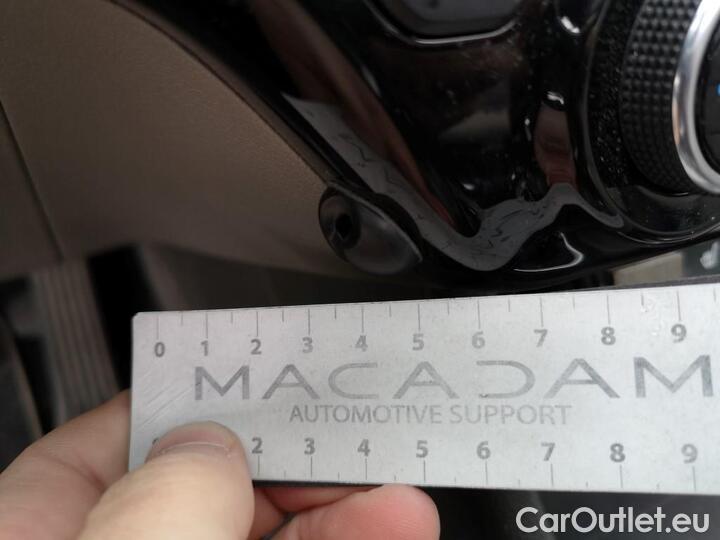 0 1 2 3 4 5 6 7 8 9
MACADAM
AUTOMOTIVE SUPPORT
2 3 4 5 6 7 8 9
CarOutlet.eu